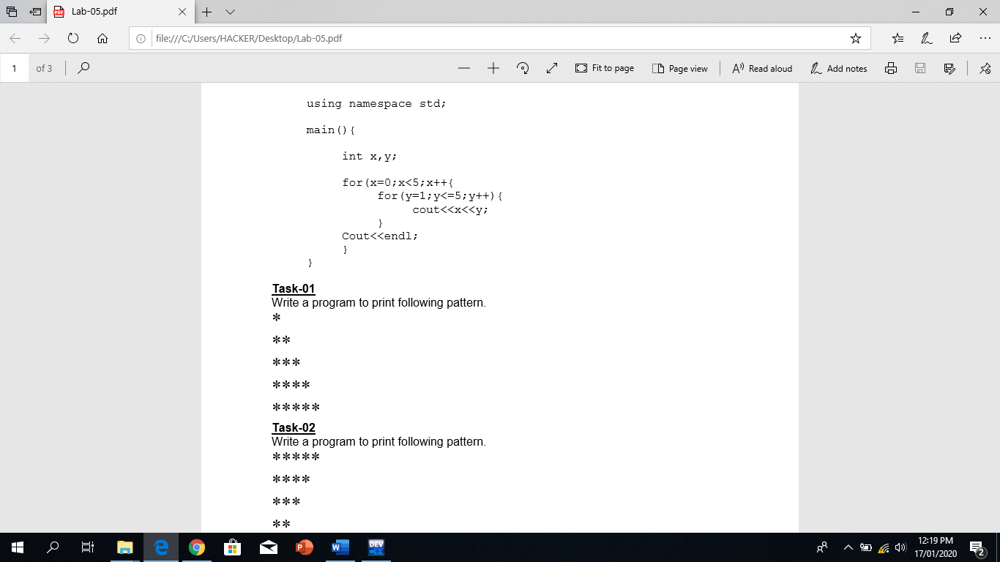 Lab-05.pdf
file:///C:/Users/HACKER/Desktop/Lab-05.pdf
1 of 3 Fit to page Page view Read aloud Add notes
using namespace std;
main(){
int x,y;
for(x=0;x<5;x++{
for(y=1;y<=5;y++){
cout<<x<<y;
}
Cout<<endl;
}
}
Task-01
Write a program to print following pattern.
*
**
***
****
*****
Task-02
Write a program to print following pattern.
*****
****
***
**
12:19 PM
17/01/2020
2